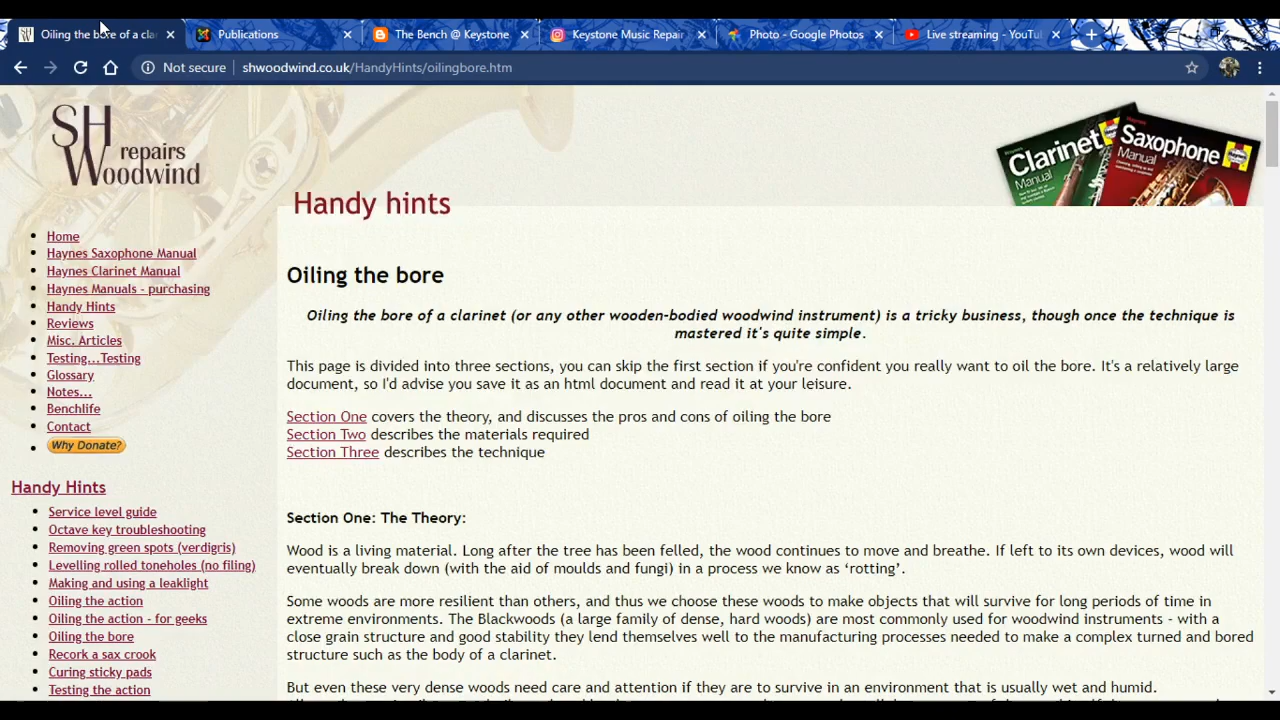 Oiling the bore of a cla
Publications
The Bench @ Keystone
Keystone Music Repair
Photo - Google Photos
Live streaming - YouTu
Not secure
shwoodwind.co.uk/HandyHints/oilingbore.htm
SH
repairs
Woodwind
Haynes
Clarinet
Manual
Haynes
Saxophone
Manual
Handy hints
Home
Haynes Saxophone Manual
Haynes Clarinet Manual
Haynes Manuals - purchasing
Handy Hints
Reviews
Misc. Articles
Testing...Testing
Glossary
Notes...
Benchlife
Contact
Why Donate?
Handy Hints
Service level guide
Octave key troubleshooting
Removing green spots (verdigris)
Levelling rolled toneholes (no filing)
Making and using a leaklight
Oiling the action
Oiling the action - for geeks
Oiling the bore
Recork a sax crook
Curing sticky pads
Testing the action
Oiling the bore
Oiling the bore of a clarinet (or any other wooden-bodied woodwind instrument) is a tricky business, though once the technique is
mastered it's quite simple.
This page is divided into three sections, you can skip the first section if you're confident you really want to oil the bore. It's a relatively large
document, so I'd advise you save it as an html document and read it at your leisure.
Section One covers the theory, and discusses the pros and cons of oiling the bore
Section Two describes the materials required
Section Three describes the technique
Section One: The Theory:
Wood is a living material. Long after the tree has been felled, the wood continues to move and breathe. If left to its own devices, wood will
eventually break down (with the aid of moulds and fungi) in a process we know as ‘rotting’.
Some woods are more resilient than others, and thus we choose these woods to make objects that will survive for long periods of time in
extreme environments. The Blackwoods (a large family of dense, hard woods) are most commonly used for woodwind instruments - with a
close grain structure and good stability they lend themselves well to the manufacturing processes needed to make a complex turned and bored
structure such as the body of a clarinet.
But even these very dense woods need care and attention if they are to survive in an environment that is usually wet and humid.